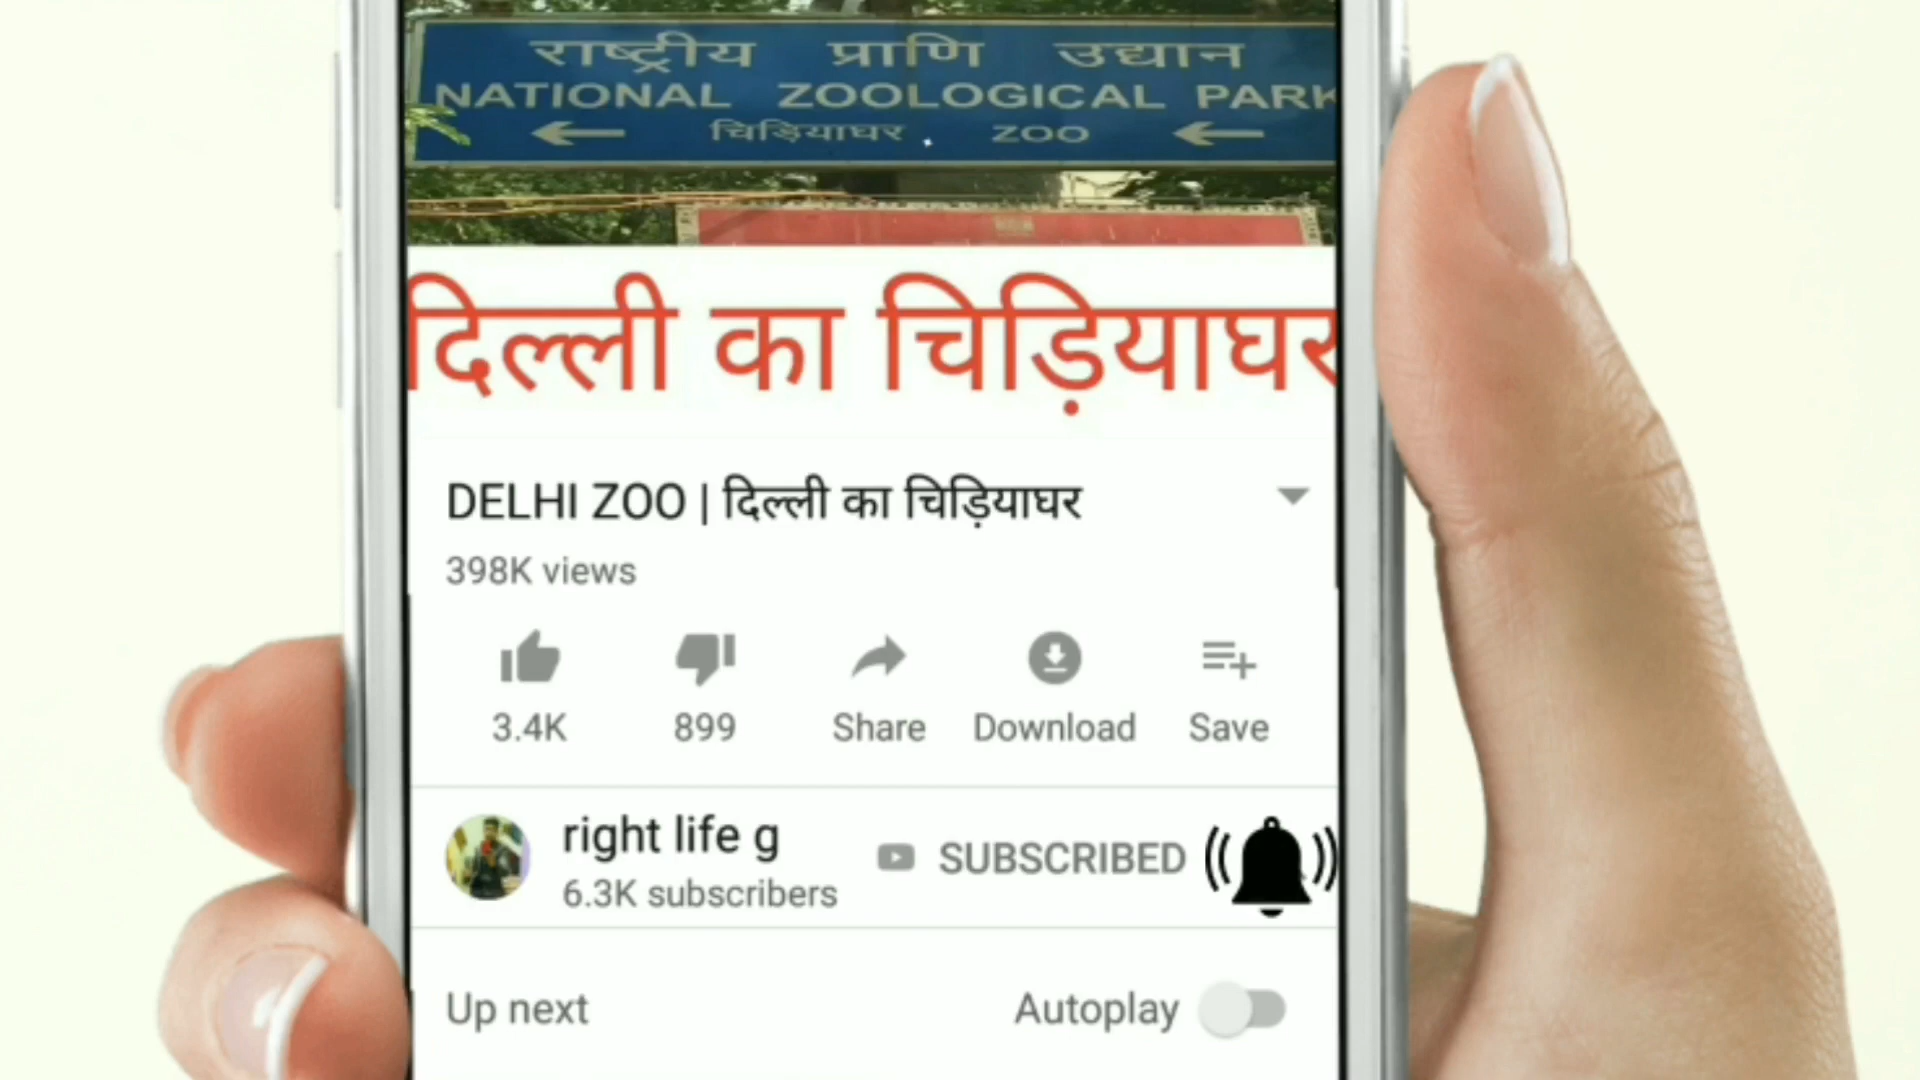 राष्ट्रीय प्राणि उद्यान
NATIONAL ZOOLOGICAL PARK
चिड़ियाघर ZOO
दिल्ली का चिड़ियाघर
DELHI ZOO | दिल्ली का चिड़ियाघर
398K views
3.4K 899 Share Download Save
right life g
6.3K subscribers
SUBSCRIBED
Up next Autoplay